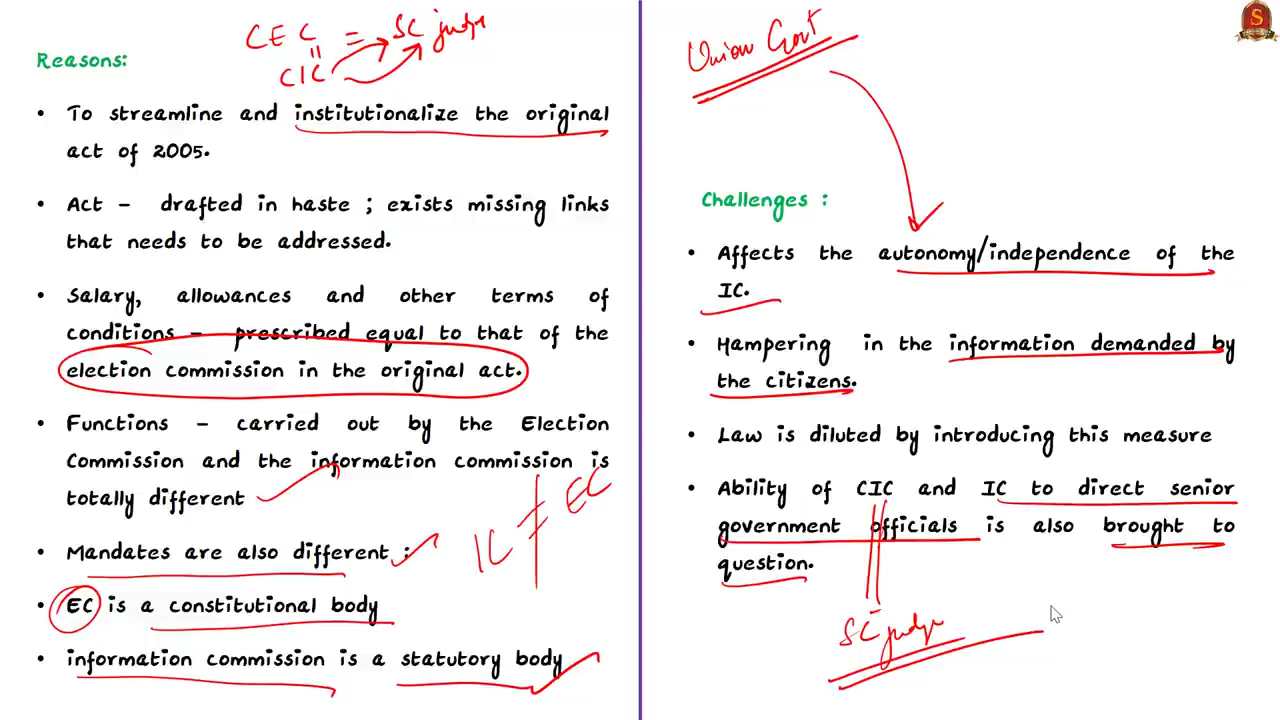 CEC = SC judge
||
CIC
Reasons:
• To streamline and institutionalize the original
act of 2005.
• Act - drafted in haste ; exists missing links
that needs to be addressed.
• Salary, allowances and other terms of
conditions - prescribed equal to that of the
election commission in the original act.
• Functions - carried out by the Election
Commission and the information commission is
totally different
IC ≠ EC
• Mandates are also different ;
• EC is a constitutional body
• information commission is a statutory body
Union Govt
S
Challenges :
• Affects the autonomy/independence of the
IC.
• Hampering in the information demanded by
the citizens.
• Law is diluted by introducing this measure
• Ability of CIC and IC to direct senior
government officials is also brought to
question.
SC judge